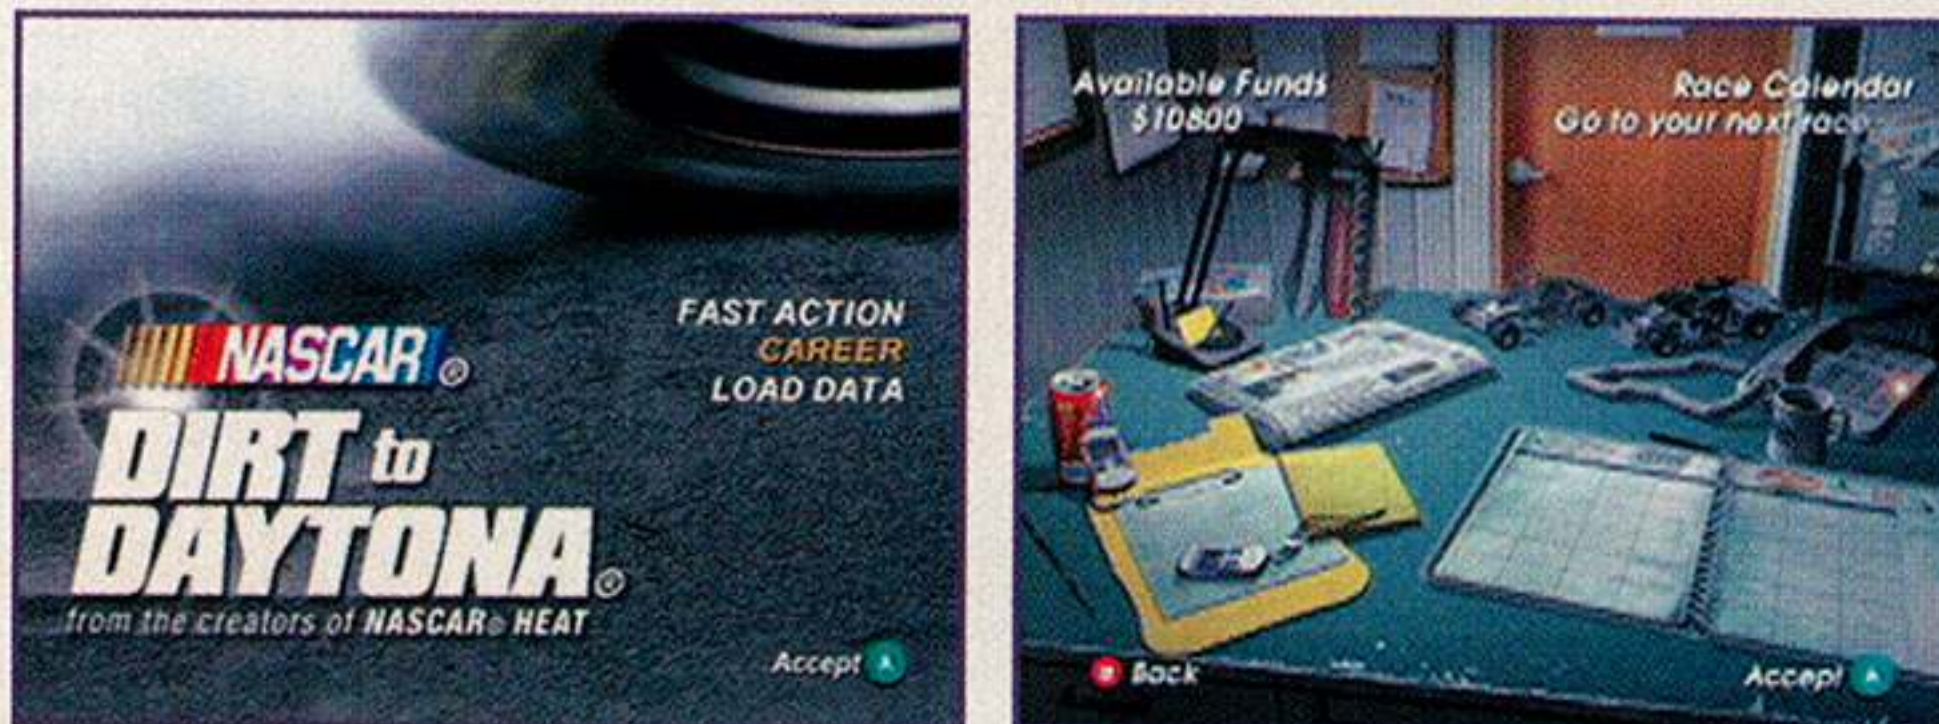 NASCAR®
DIRT to
DAYTONA®
from the creators of NASCAR® HEAT
FAST ACTION
CAREER
LOAD DATA
Accept A
Available Funds
$10800
Race Calendar
Go to your next race
B Back
Accept A